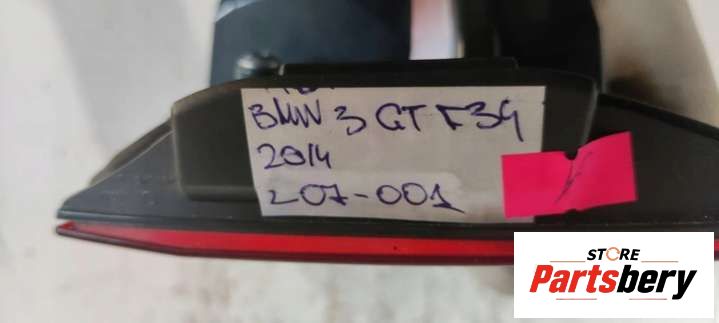 BMW 3 GT F34
2014
207-001
STORE
Partsbery